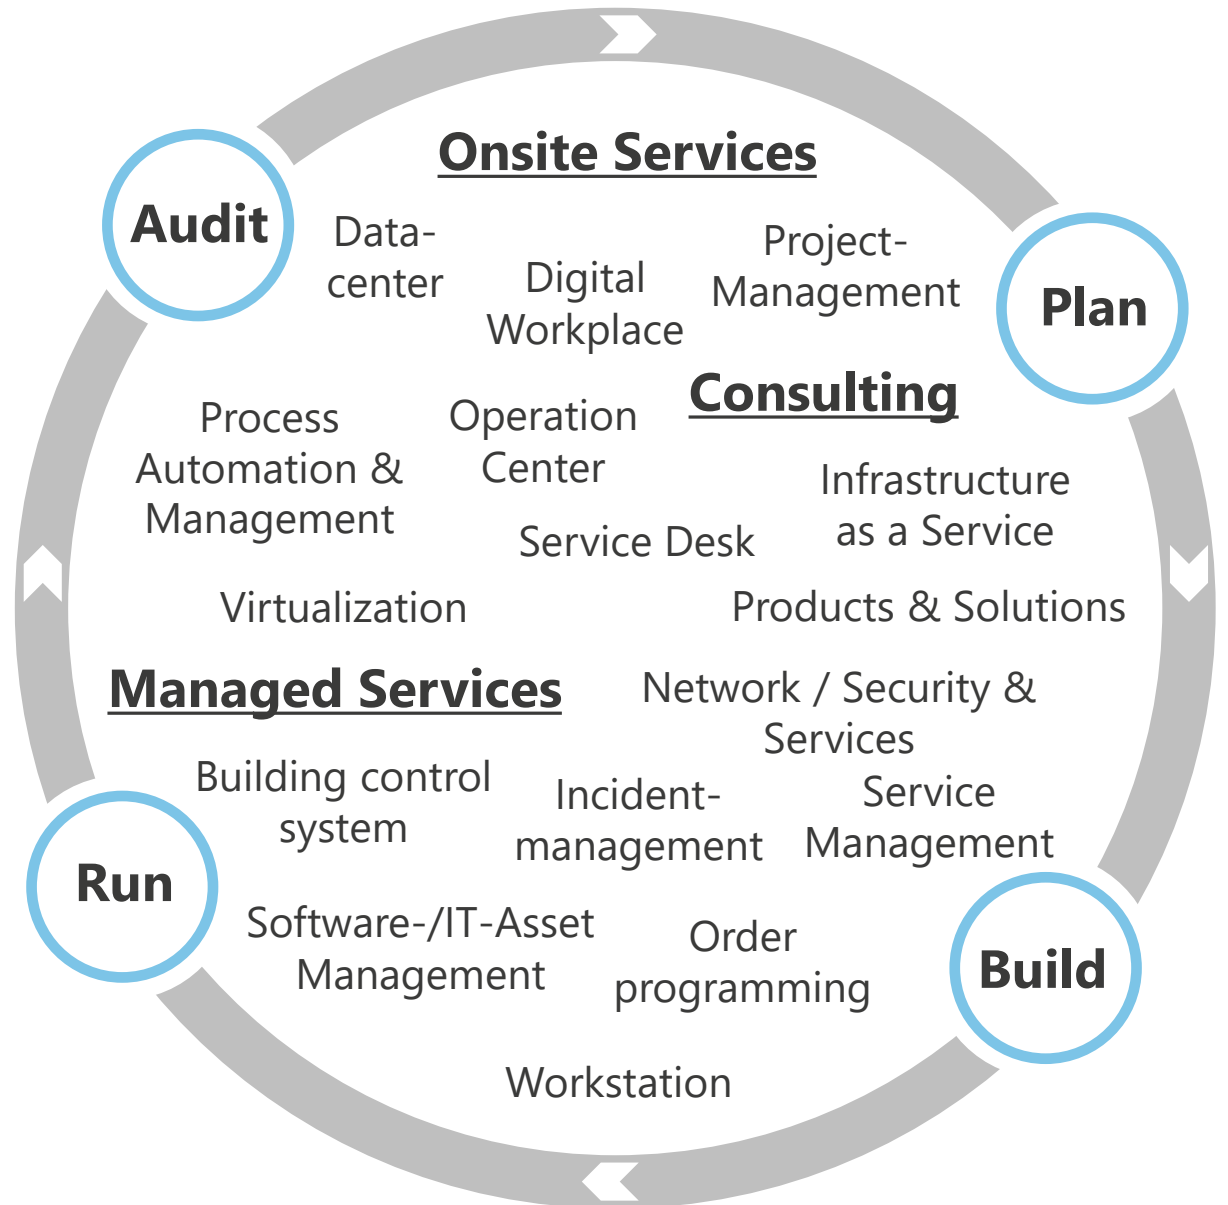 Onsite Services
Audit
Data-
center
Digital
Workplace
Project-
Management
Plan
Consulting
Process
Automation &
Management
Operation
Center
Infrastructure
as a Service
Service Desk
Virtualization
Products & Solutions
Managed Services
Network / Security &
Services
Building control
system
Incident-
management
Service
Management
Run
Software-/IT-Asset
Management
Order
programming
Build
Workstation